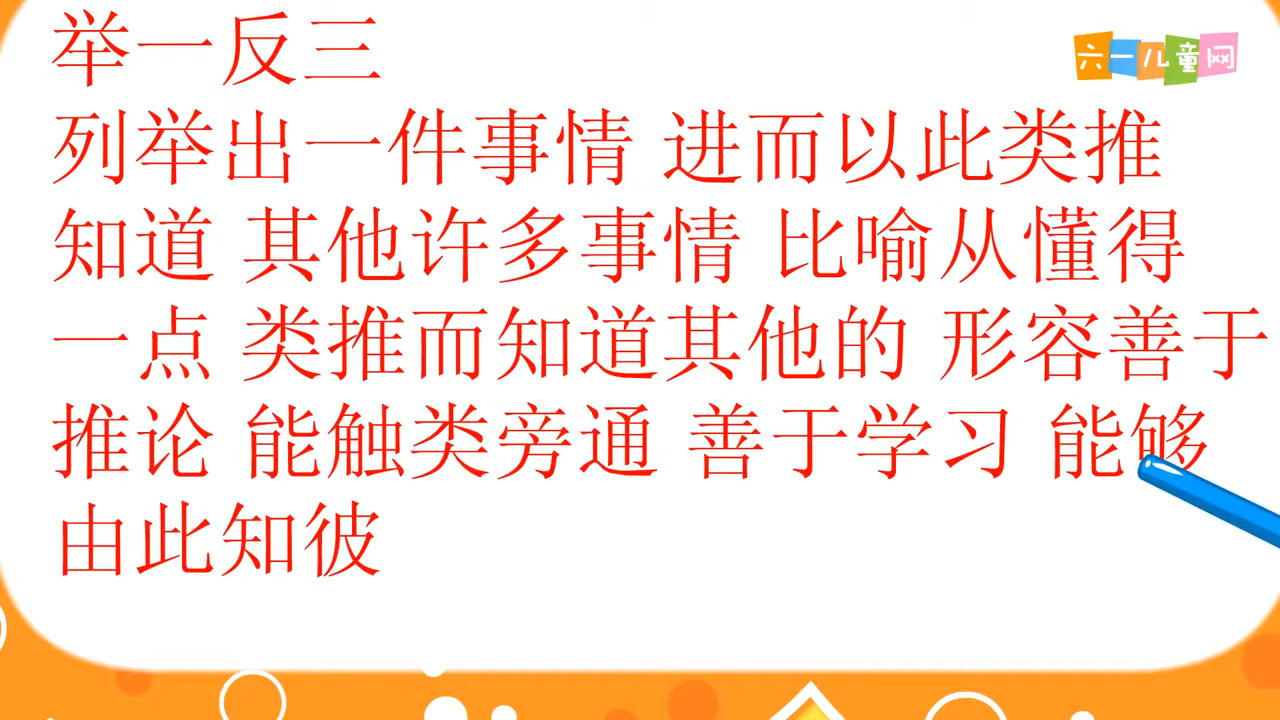 举一反三
六一儿童网
列举出一件事情 进而以此类推
知道 其他许多事情 比喻从懂得
一点 类推而知道其他的 形容善于
推论 能触类旁通 善于学习 能够
由此知彼